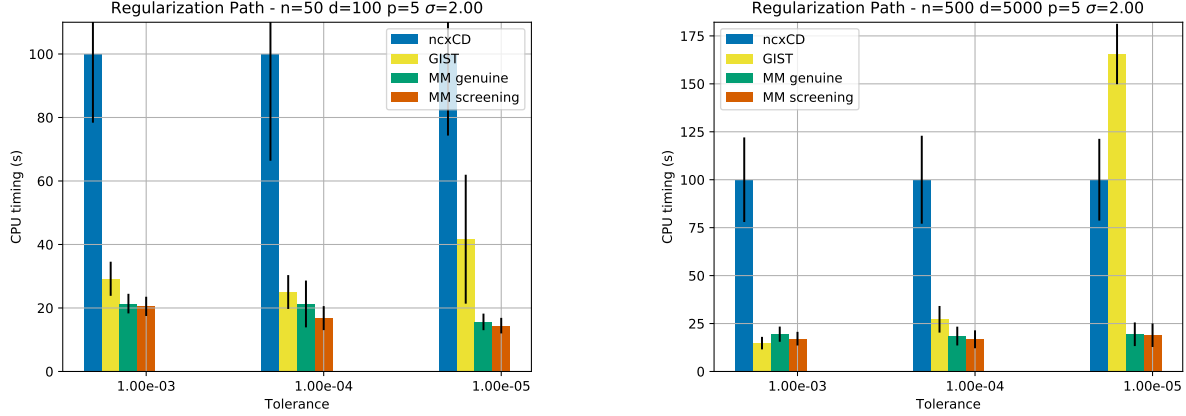 Regularization Path - n=50 d=100 p=5 σ=2.00
CPU timing (s)
100
80
60
40
20
0
ncxCD
GIST
MM genuine
MM screening
1.00e-03
1.00e-04
1.00e-05
Tolerance
Regularization Path - n=500 d=5000 p=5 σ=2.00
CPU timing (s)
175
150
125
100
75
50
25
0
ncxCD
GIST
MM genuine
MM screening
1.00e-03
1.00e-04
1.00e-05
Tolerance